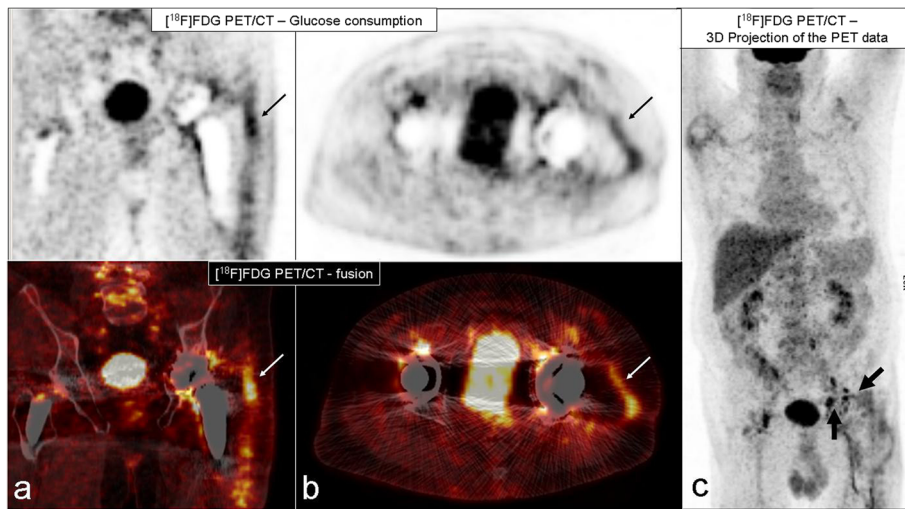 [¹⁸F]FDG PET/CT – Glucose consumption
[¹⁸F]FDG PET/CT –
3D Projection of the PET data
[¹⁸F]FDG PET/CT - fusion
a
b
c